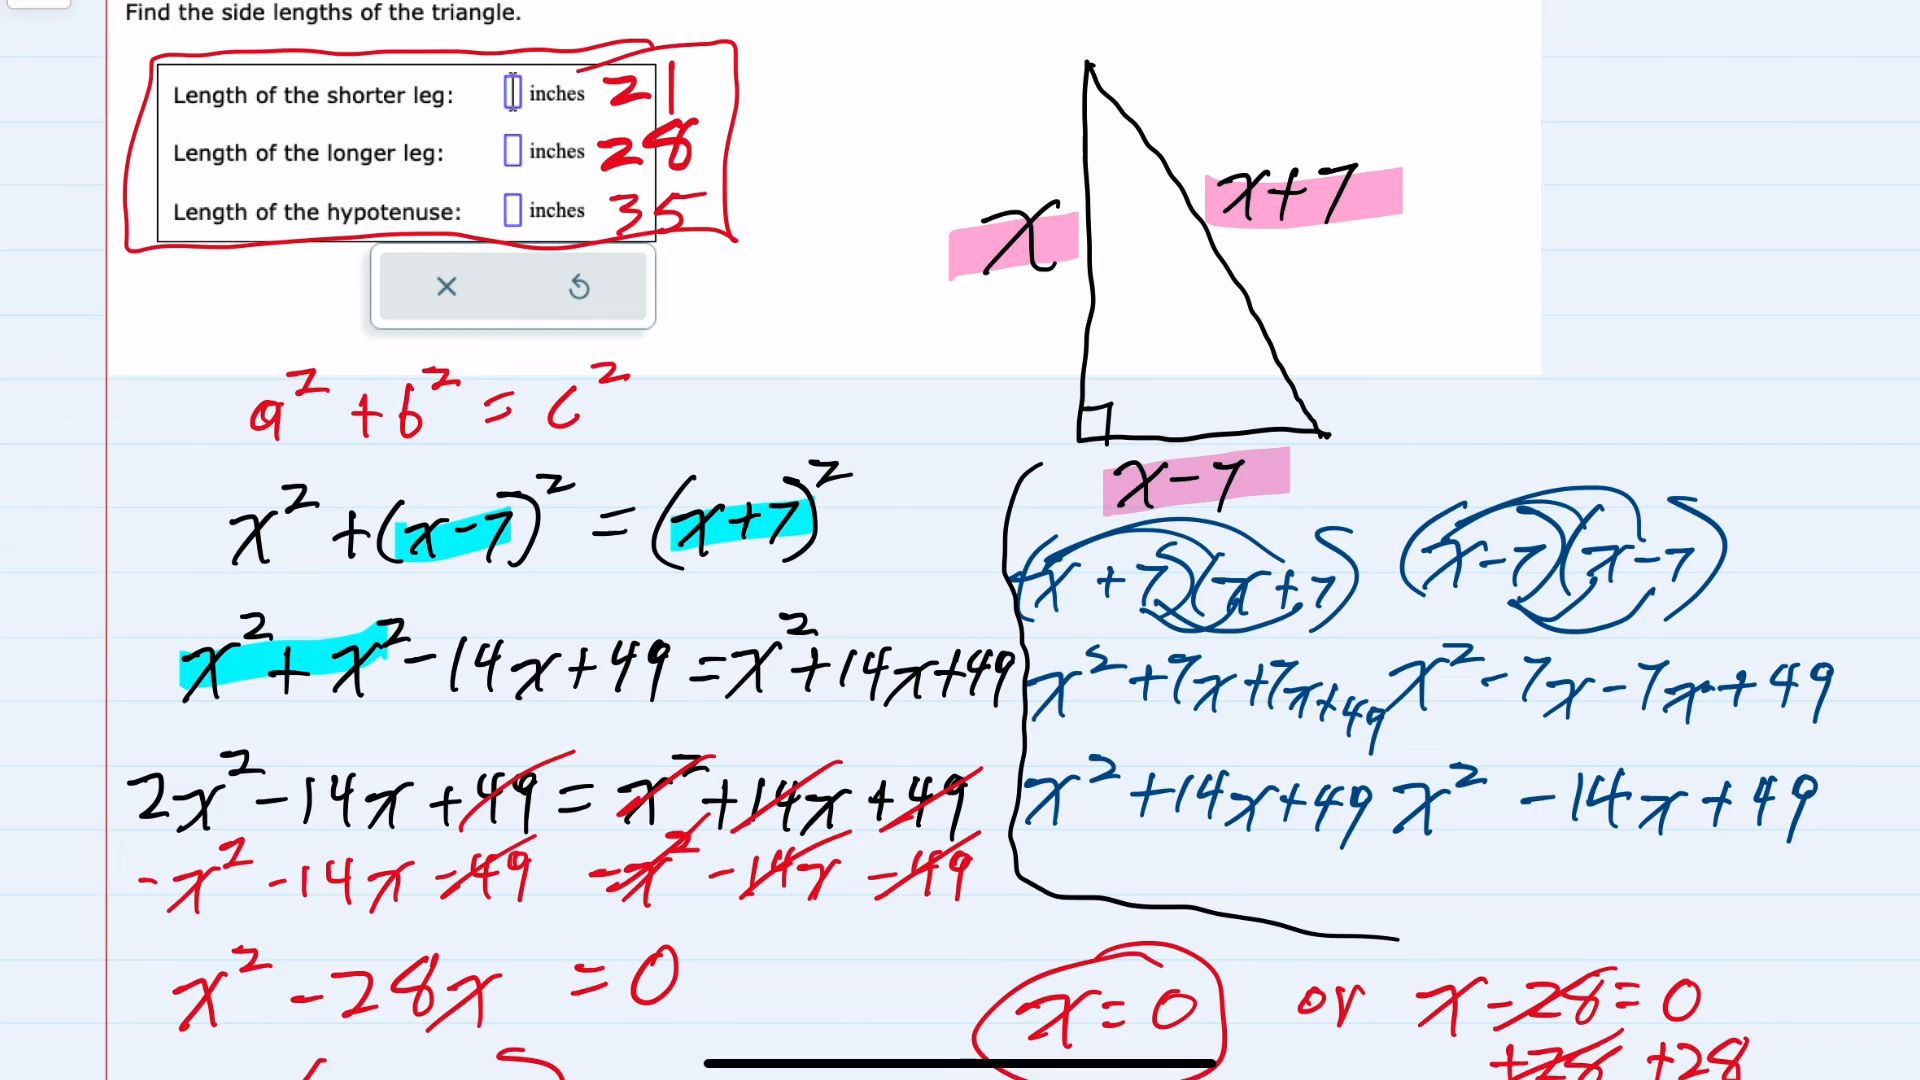 Find the side lengths of the triangle.
Length of the shorter leg: inches 21
Length of the longer leg: inches 28
Length of the hypotenuse: inches 35
x
x+7
x-7
a² + b² = c²
x² + (x-7)² = (x+7)²
x² + x² - 14x + 49 = x² + 14x + 49
2x² - 14x + 49 = x² + 14x + 49
- x² - 14x - 49 - x² - 14x - 49
x² - 28x = 0
(x + 7)(x + 7) (x - 7)(x - 7)
x² + 7x + 7x + 49 x² - 7x - 7x + 49
x² + 14x + 49 x² - 14x + 49
x = 0 or x - 28 = 0
+28 +28